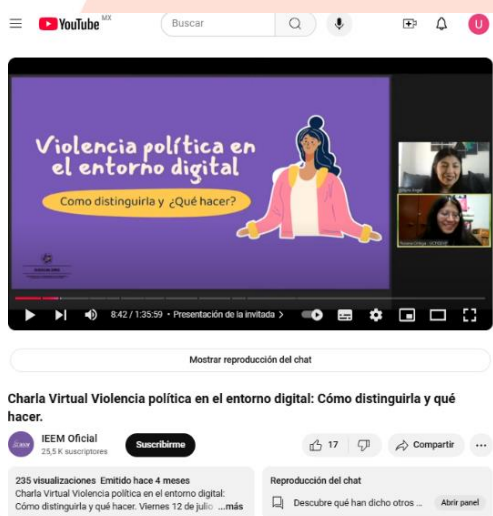 YouTube MX
Buscar
U
Violencia política en
el entorno digital
Como distinguirla y ¿Qué hacer?
8:42 / 1:35:59 • Presentación de la invitada >
Mostrar reproducción del chat
Charla Virtual Violencia política en el entorno digital: Cómo distinguirla y qué
hacer.
IEEM Oficial
25,5 K suscriptores
Suscribirme
17
Compartir
235 visualizaciones Emitido hace 4 meses
Charla Virtual Violencia política en el entorno digital:
Cómo distinguirla y qué hacer. Viernes 12 de julio ...más
Reproducción del chat
Descubre qué han dicho otros ...
Abrir panel